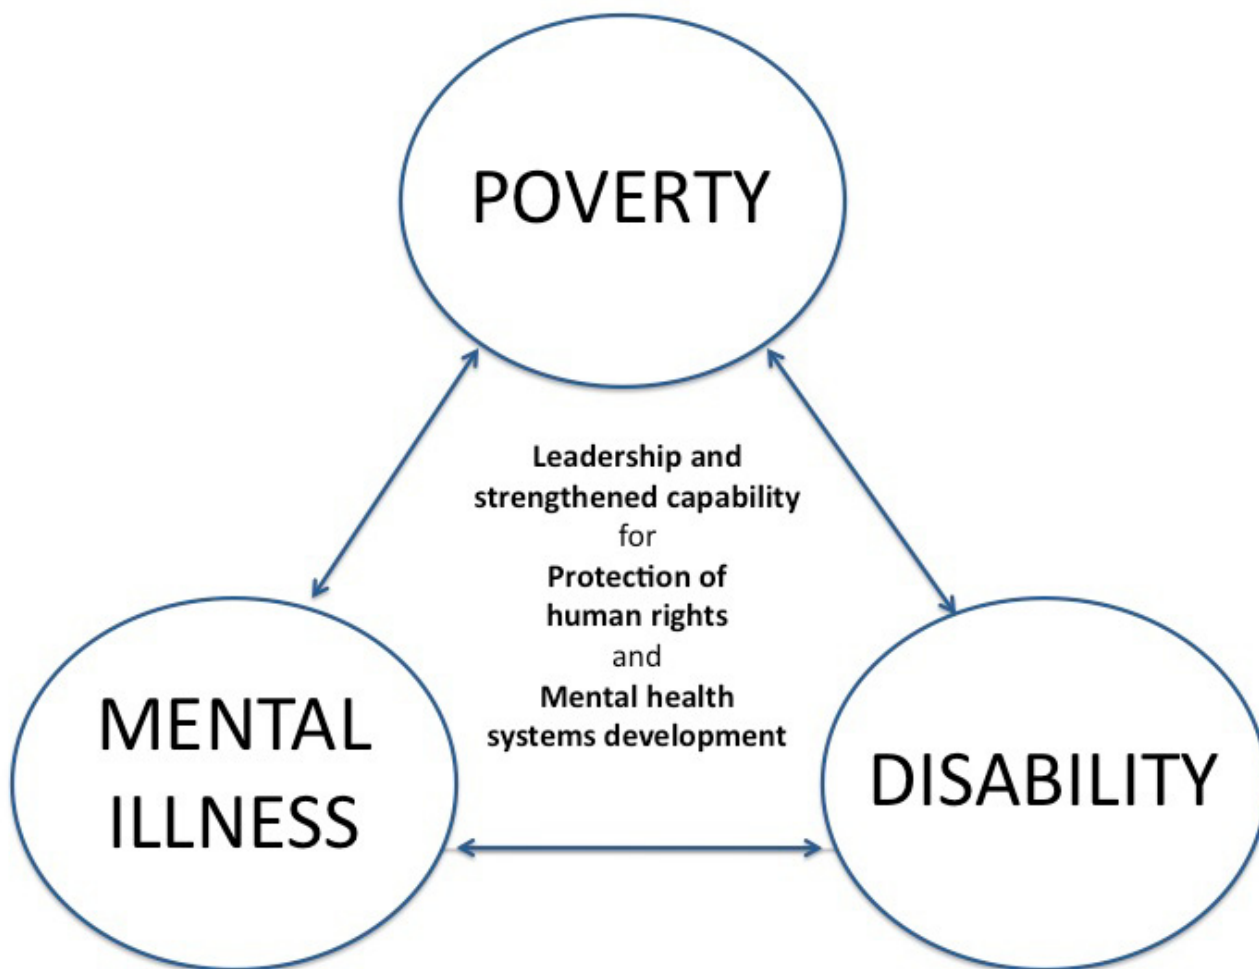 POVERTY
Leadership and
strengthened capability
for
Protection of
human rights
and
Mental health
systems development
MENTAL
ILLNESS
DISABILITY